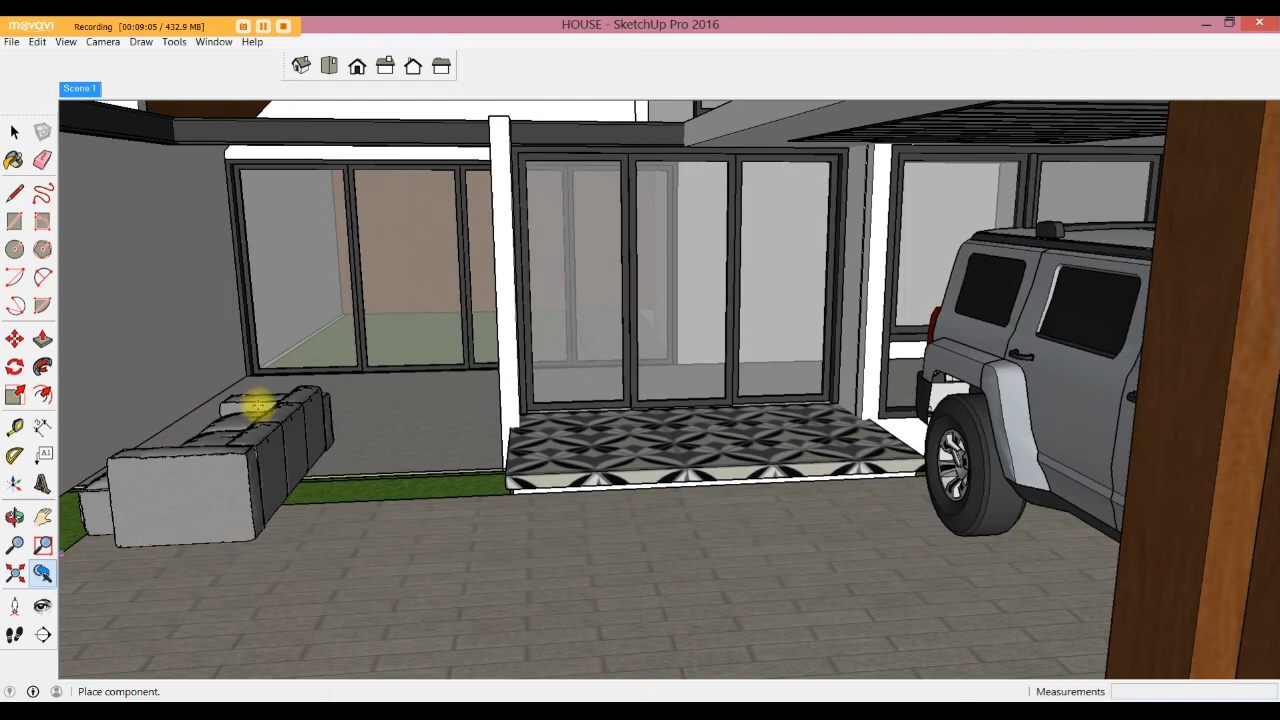 movavi
Recording [00:09:05 / 432.9 MB]
HOUSE - SketchUp Pro 2016
File Edit View Camera Draw Tools Window Help
Scene 1
A1
Place component.
Measurements